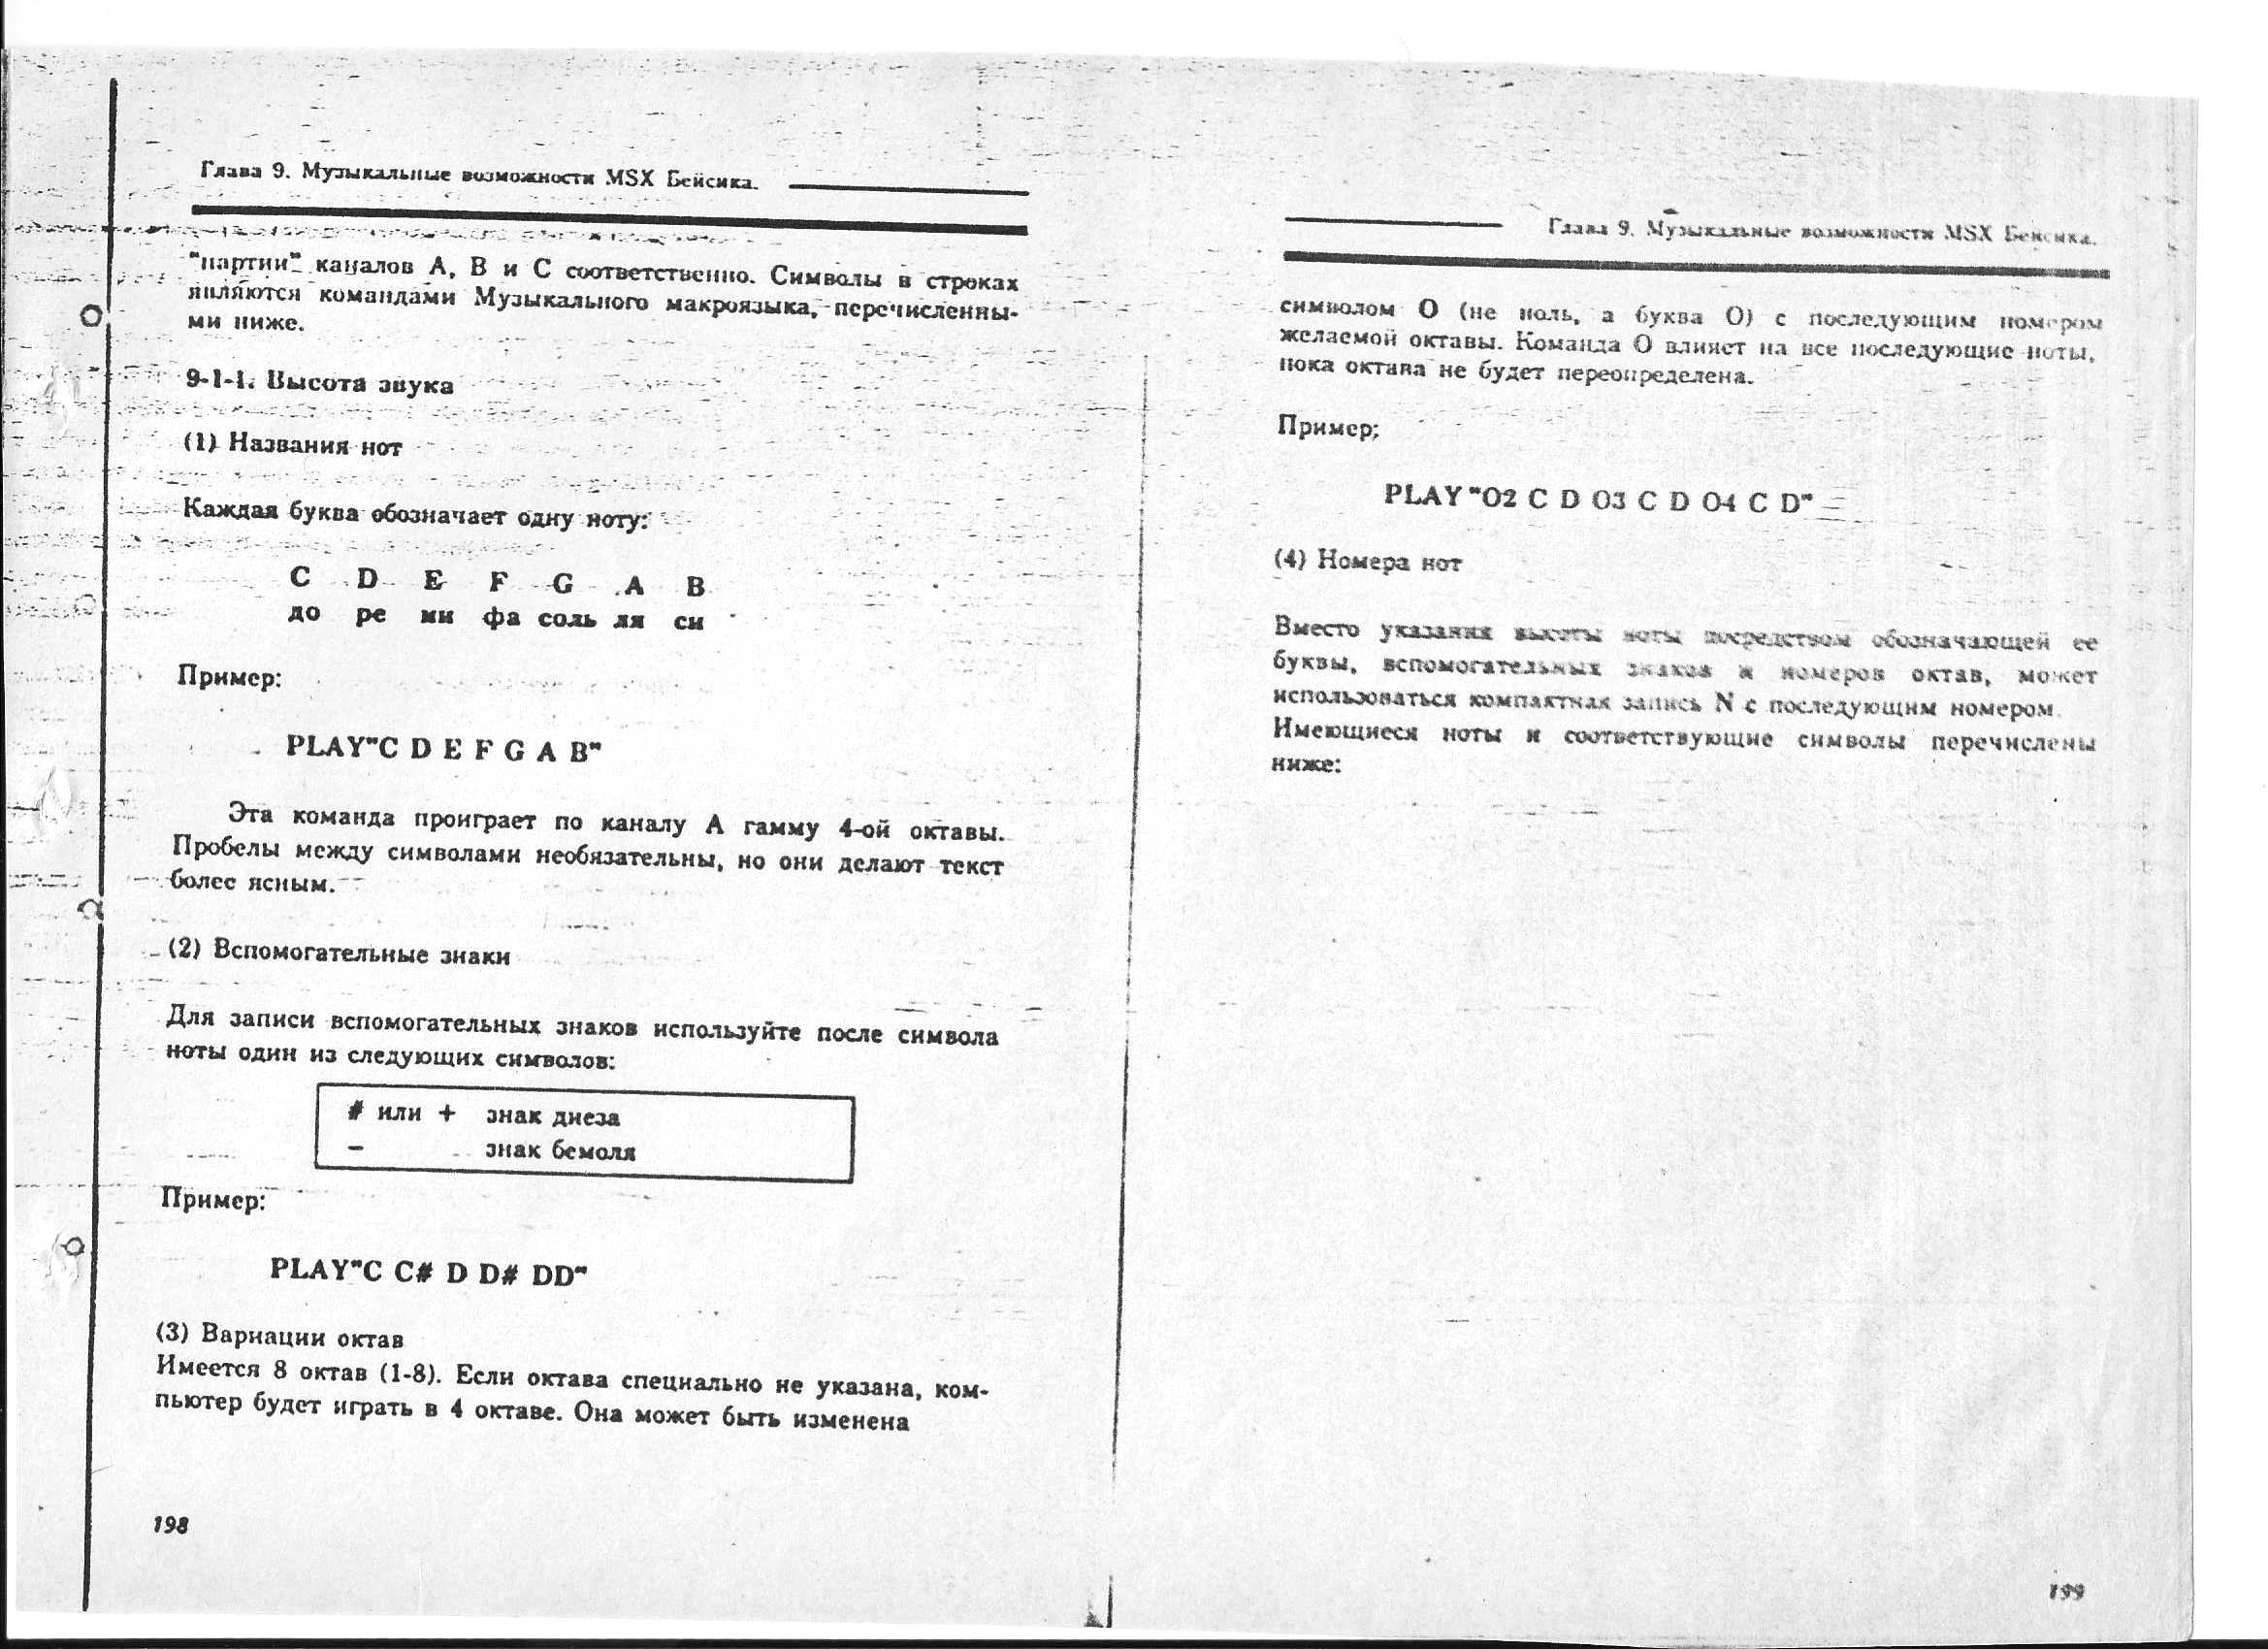 Глава 9. Музыкальные возможности MSX Бейсика.
"партии" каналов A, B и C соответственно. Символы в строках
являются командами Музыкального макроязыка, перечисленны-
ми ниже.
9-1-1. Высота звука
(1) Названия нот
Каждая буква обозначает одну ноту:
C D E F G A B
до ре ми фа соль ля си
Пример:
PLAY"C D E F G A B"
Эта команда проиграет по каналу A гамму 4-ой октавы.
Пробелы между символами необязательны, но они делают текст
более ясным.
(2) Вспомогательные знаки
Для записи вспомогательных знаков используйте после символа
ноты один из следующих символов:
# или + знак диеза
− знак бемоля
Пример:
PLAY"C C# D D# DD"
(3) Вариации октав
Имеется 8 октав (1-8). Если октава специально не указана, ком-
пьютер будет играть в 4 октаве. Она может быть изменена
198
Глава 9. Музыкальные возможности MSX Бейсика.
символом O (не ноль, а буква O) с последующим номером
желаемой октавы. Команда O влияет на все последующие ноты,
пока октава не будет переопределена.
Пример;
PLAY"O2 C D O3 C D O4 C D"
(4) Номера нот
Вместо указания высоты ноты посредством обозначающей ее
буквы, вспомогательных знаков и номеров октав, может
использоваться компактная запись N с последующим номером.
Имеющиеся ноты и соответствующие символы перечислены
ниже:
199